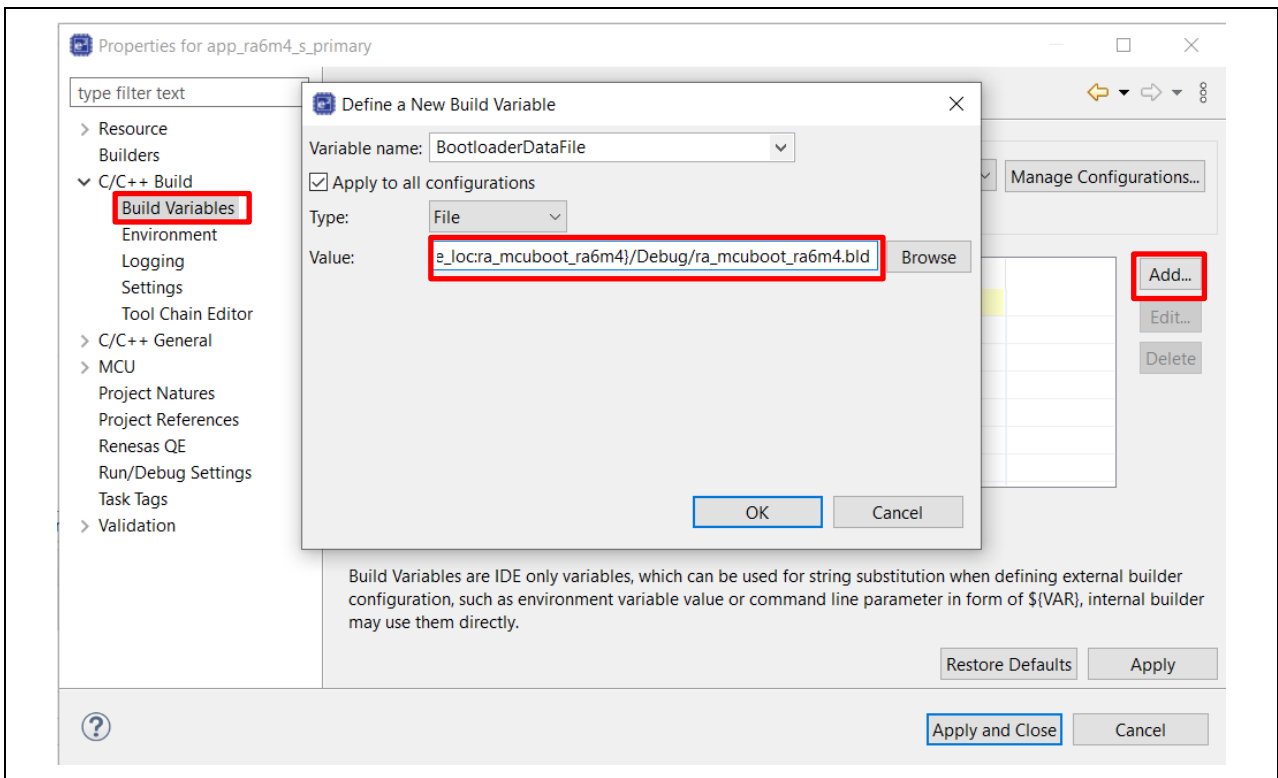 Properties for app_ra6m4_s_primary
type filter text
Resource
Builders
C/C++ Build
Build Variables
Environment
Logging
Settings
Tool Chain Editor
C/C++ General
MCU
Project Natures
Project References
Renesas QE
Run/Debug Settings
Task Tags
Validation
Define a New Build Variable
Variable name: BootloaderDataFile
Apply to all configurations
Type: File
Value: e_loc:ra_mcuboot_ra6m4}/Debug/ra_mcuboot_ra6m4.bld Browse
OK Cancel
Manage Configurations...
Add...
Edit...
Delete
Build Variables are IDE only variables, which can be used for string substitution when defining external builder
configuration, such as environment variable value or command line parameter in form of ${VAR}, internal builder
may use them directly.
Restore Defaults Apply
? Apply and Close Cancel